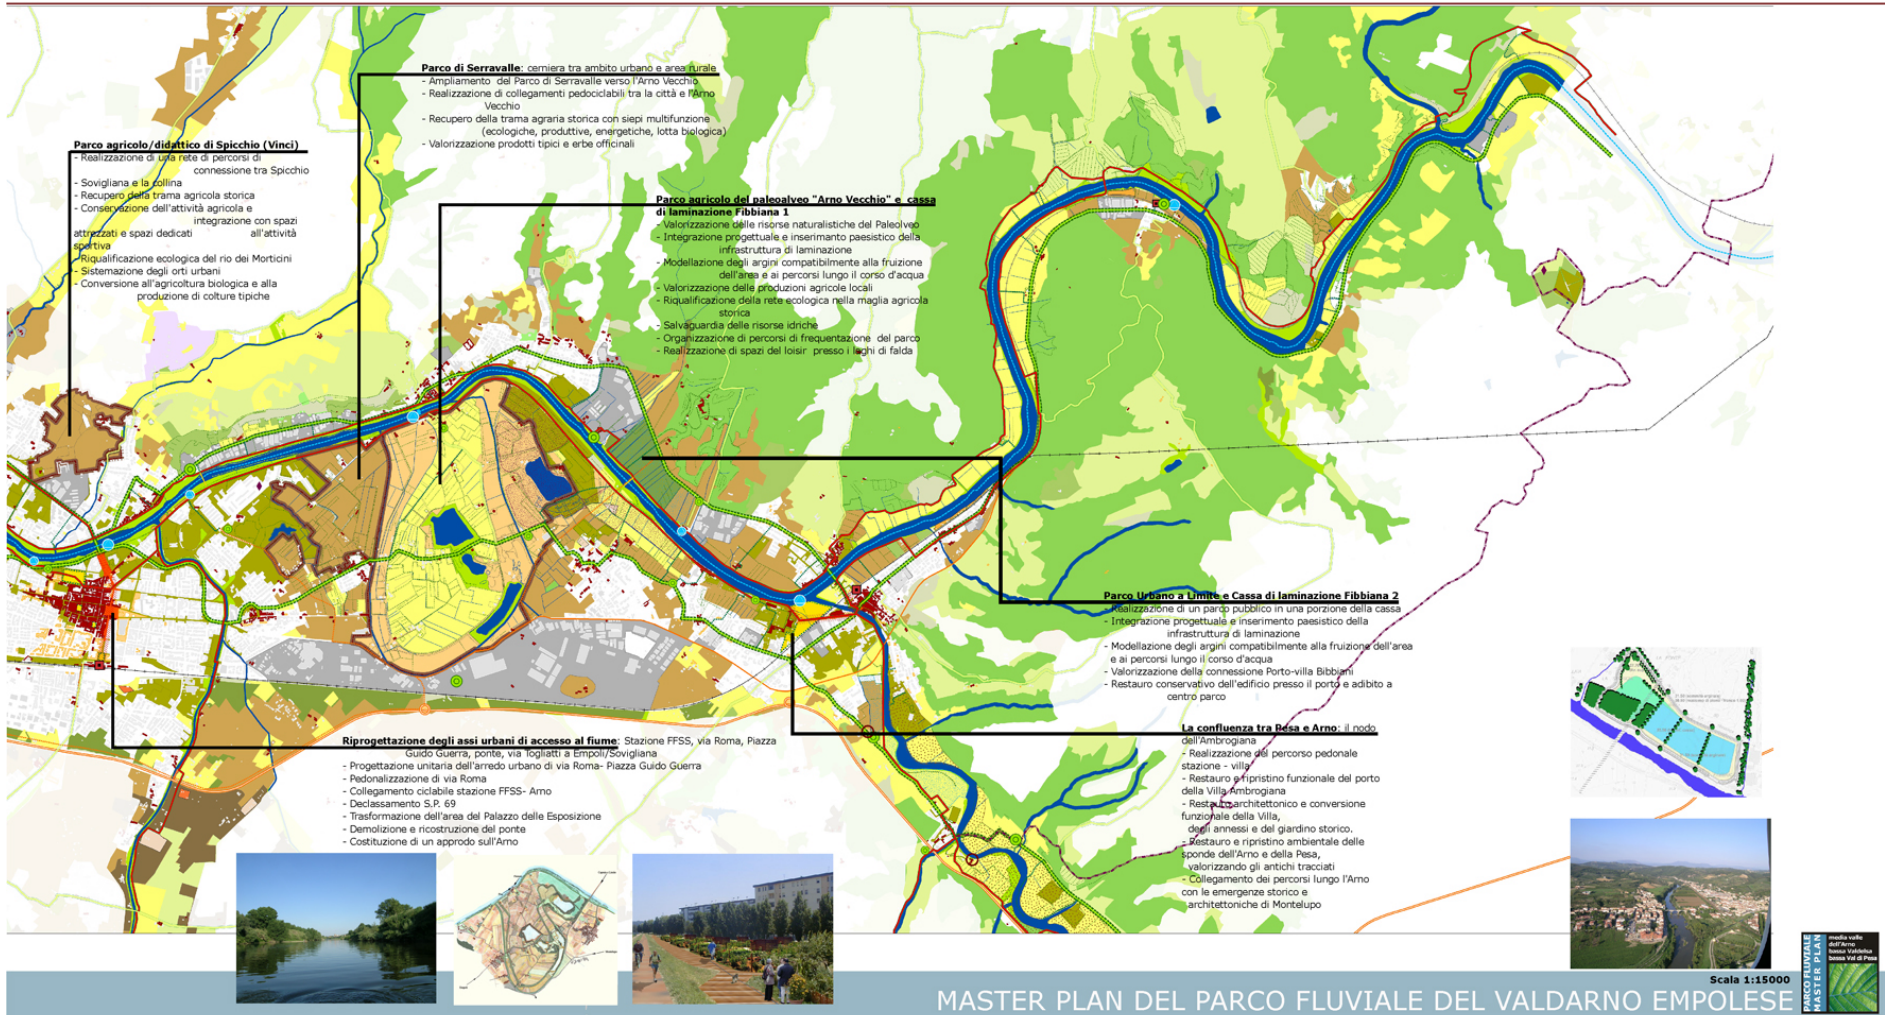 Parco di Serravalle: cerniera tra ambito urbano e area rurale
- Ampliamento del Parco di Serravalle verso l'Arno Vecchio
- Realizzazione di collegamenti pedociclabili tra la città e l'Arno
Vecchio
- Recupero della trama agraria storica con siepi multifunzione
(ecologiche, produttive, energetiche, lotta biologica)
- Valorizzazione prodotti tipici e erbe officinali
Parco agricolo/didattico di Spicchio (Vinci)
- Realizzazione di una rete di percorsi di
connessione tra Spicchio
- Sovigliana e la collina
- Recupero della trama agricola storica
- Conservazione dell'attività agricola e
integrazione con spazi
attrezzati e spazi dedicati all'attività
sportiva
- Riqualificazione ecologica del rio dei Morticini
- Sistemazione degli orti urbani
- Conversione all'agricoltura biologica e alla
produzione di colture tipiche
Parco agricolo del paleoalveo "Arno Vecchio" e cassa
di laminazione Fibbiana 1
- Valorizzazione delle risorse naturalistiche del Paleolveo
- Integrazione progettuale e inserimanto paesistico della
infrastruttura di laminazione
- Modellazione degli argini compatibilmente alla fruizione
dell'area e ai percorsi lungo il corso d'acqua
- Valorizzazione delle produzioni agricole locali
- Riqualificazione della rete ecologica nella maglia agricola
storica
- Salvaguardia delle risorse idriche
- Organizzazione di percorsi di frequentazione del parco
- Realizzazione di spazi del loisir presso i laghi di falda
Parco Urbano a Limite e Cassa di laminazione Fibbiana 2
- Realizzazione di un parco pubblico in una porzione della cassa
- Integrazione progettuale e inserimento paesistico della
infrastruttura di laminazione
- Modellazione degli argini compatibilmente alla fruizione dell'area
e ai percorsi lungo il corso d'acqua
- Valorizzazione della connessione Porto-villa Bibbiani
- Restauro conservativo dell'edificio presso il porto e adibito a
centro parco
La confluenza tra Pesa e Arno: il nodo
dell'Ambrogiana
- Realizzazione del percorso pedonale
stazione - villa
- Restauro e ripristino funzionale del porto
della Villa Ambrogiana
- Restauro architettonico e conversione
funzionale della Villa,
degli annessi e del giardino storico.
- Restauro e ripristino ambientale delle
sponde dell'Arno e della Pesa,
valorizzando gli antichi tracciati
- Collegamento dei percorsi lungo l'Arno
con le emergenze storico e
architettoniche di Montelupo
Riprogettazione degli assi urbani di accesso al fiume: Stazione FFSS, via Roma, Piazza
Guido Guerra, ponte, via Togliatti a Empoli/Sovigliana
- Progettazione unitaria dell'arredo urbano di via Roma- Piazza Guido Guerra
- Pedonalizzazione di via Roma
- Collegamento ciclabile stazione FFSS- Arno
- Declassamento S.P. 69
- Trasformazione dell'area del Palazzo delle Esposizione
- Demolizione e ricostruzione del ponte
- Costituzione di un approdo sull'Arno
Scala 1:15000
MASTER PLAN DEL PARCO FLUVIALE DEL VALDARNO EMPOLESE
PARCO FLUVIALE
MASTER PLAN
media valle
dell'Arno
bassa Valdelsa
bassa Val di Pesa